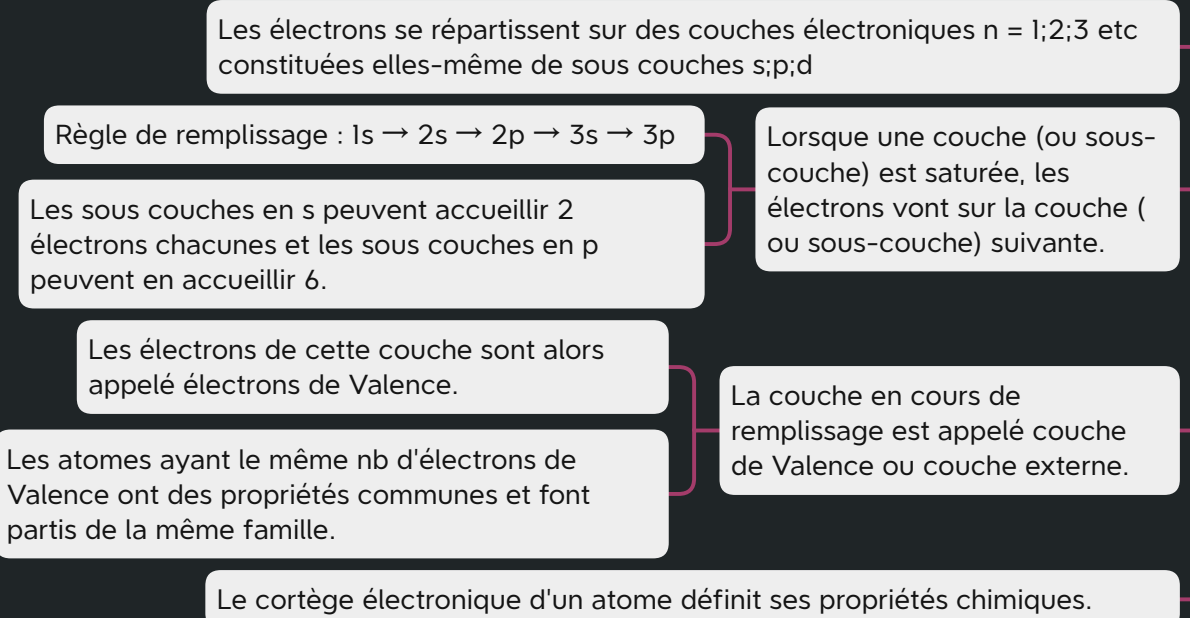 Les électrons se répartissent sur des couches électroniques n = 1;2;3 etc
constituées elles-même de sous couches s;p;d
Règle de remplissage : 1s → 2s → 2p → 3s → 3p
Les sous couches en s peuvent accueillir 2
électrons chacunes et les sous couches en p
peuvent en accueillir 6.
Lorsque une couche (ou sous-
couche) est saturée, les
électrons vont sur la couche (
ou sous-couche) suivante.
Les électrons de cette couche sont alors
appelé électrons de Valence.
Les atomes ayant le même nb d'électrons de
Valence ont des propriétés communes et font
partis de la même famille.
La couche en cours de
remplissage est appelé couche
de Valence ou couche externe.
Le cortège électronique d'un atome définit ses propriétés chimiques.